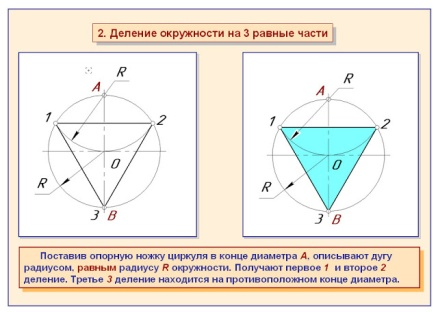 2. Деление окружности на 3 равные части
R
A
1
2
O
R
3 B
R
A
1
2
O
R
3 B
Поставив опорную ножку циркуля в конце диаметра А, описывают дугу
радиусом, равным радиусу R окружности. Получают первое 1 и второе 2
деление. Третье 3 деление находится на противоположном конце диаметра.